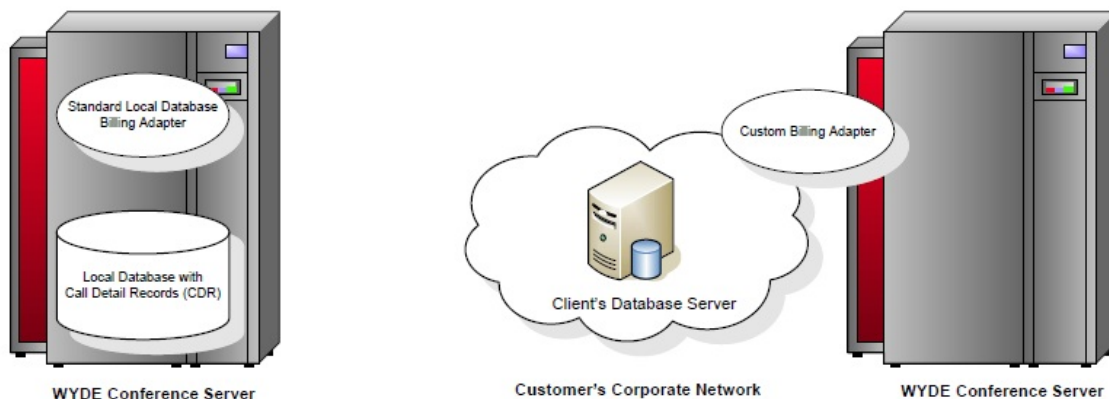 Standard Local Database
Billing Adapter
Local Database with
Call Detail Records (CDR)
WYDE Conference Server
Client's Database Server
Customer's Corporate Network
Custom Billing Adapter
WYDE Conference Server